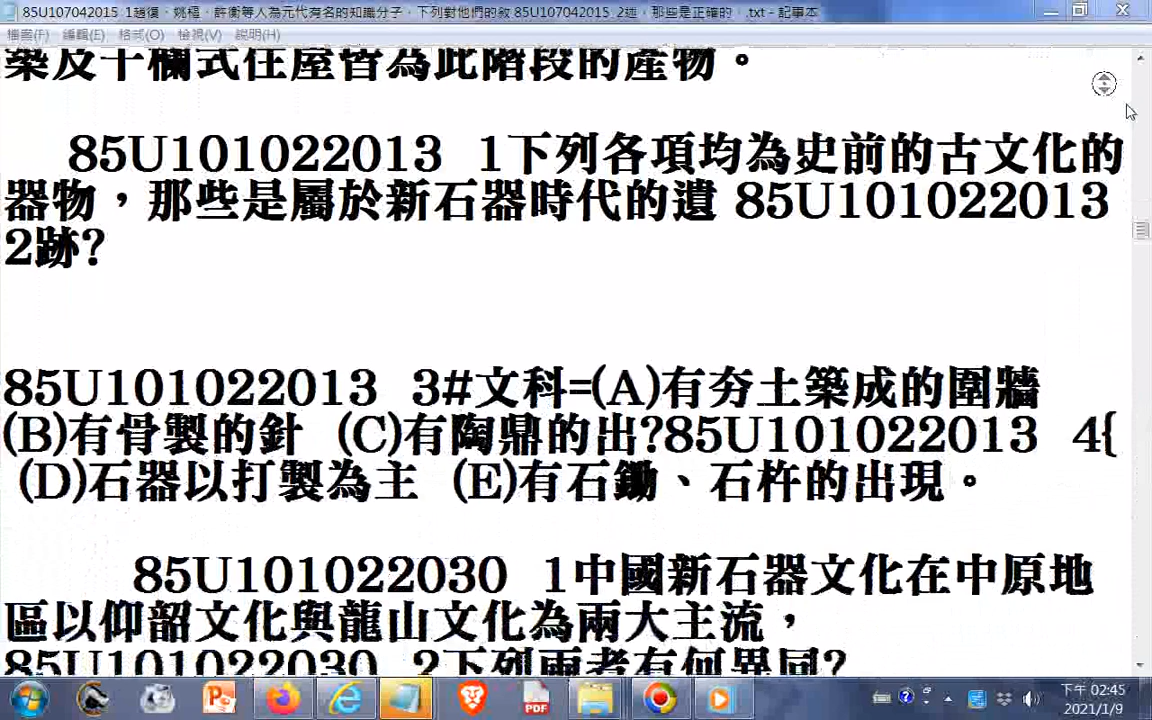 85U107042015 1趙復、姚樞、許衡等人為元代有名的知識分子，下列對他們的敘 85U107042015 2述，那些是正確的．.txt - 記事本
檔案(F) 編輯(E) 格式(O) 檢視(V) 說明(H)
築及干欄式住屋皆為此階段的產物。
85U101022013 1下列各項均為史前的古文化的
器物，那些是屬於新石器時代的遺 85U101022013
2跡?
85U101022013 3#文科=(A)有夯土築成的圍牆
(B)有骨製的針 (C)有陶鼎的出?85U101022013 4{
(D)石器以打製為主 (E)有石鋤、石杵的出現。
85U101022030 1中國新石器文化在中原地
區以仰韶文化與龍山文化為兩大主流，
85U101022030 2下列兩者有何異同?
PDF
下午 02:45
2021/1/9